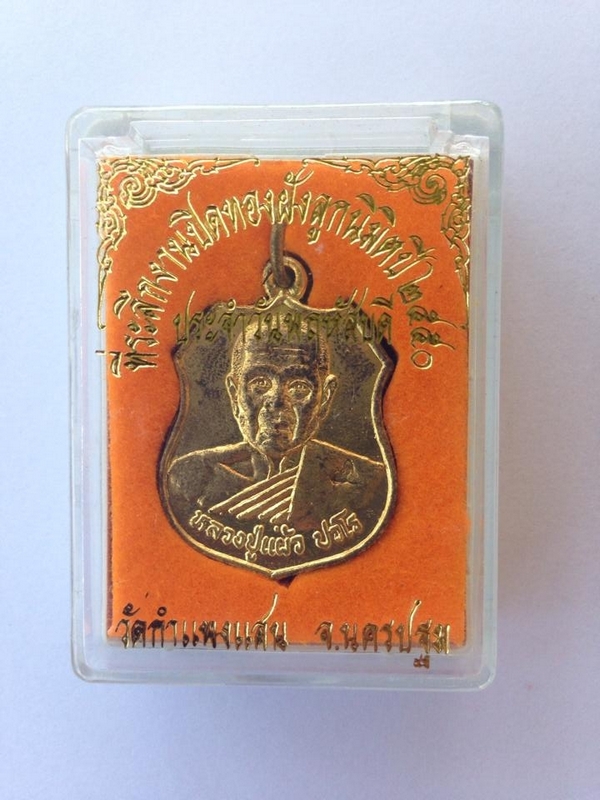 ที่ระลึกงานปิดทองฝังลูกนิมิตปี ๒๕๕๐
ประจำวันพฤหัสบดี
หลวงปู่แผ้ว ปวโร
วัดกำแพงแสน จ.นครปฐม